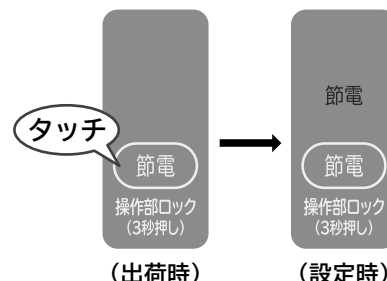 タッチ
節電
操作部ロック
(3秒押し)
(出荷時)
節電
節電
操作部ロック
(3秒押し)
(設定時)